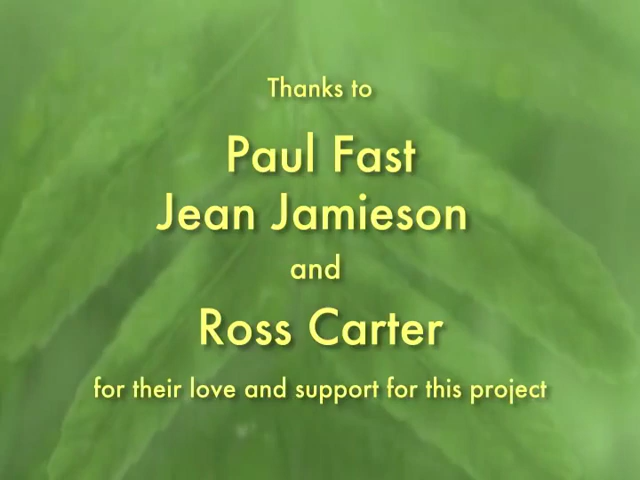 Thanks to
Paul Fast
Jean Jamieson
and
Ross Carter
for their love and support for this project